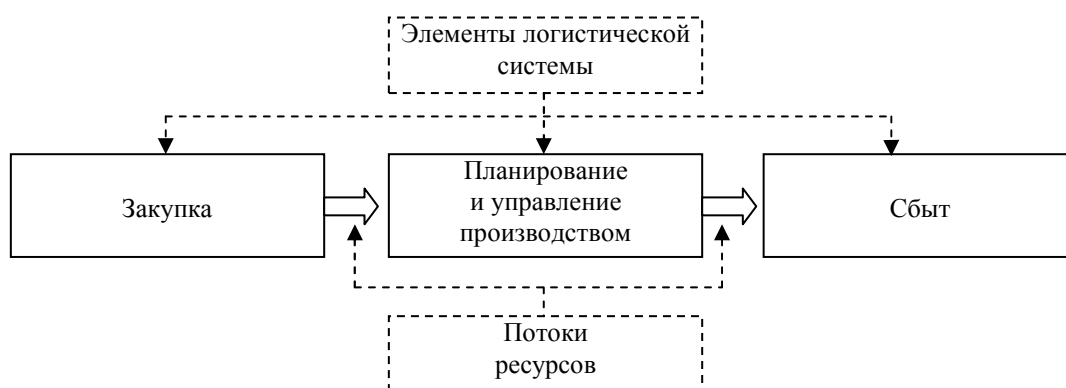 Элементы логистической
системы
Закупка
Планирование
и управление
производством
Сбыт
Потоки
ресурсов